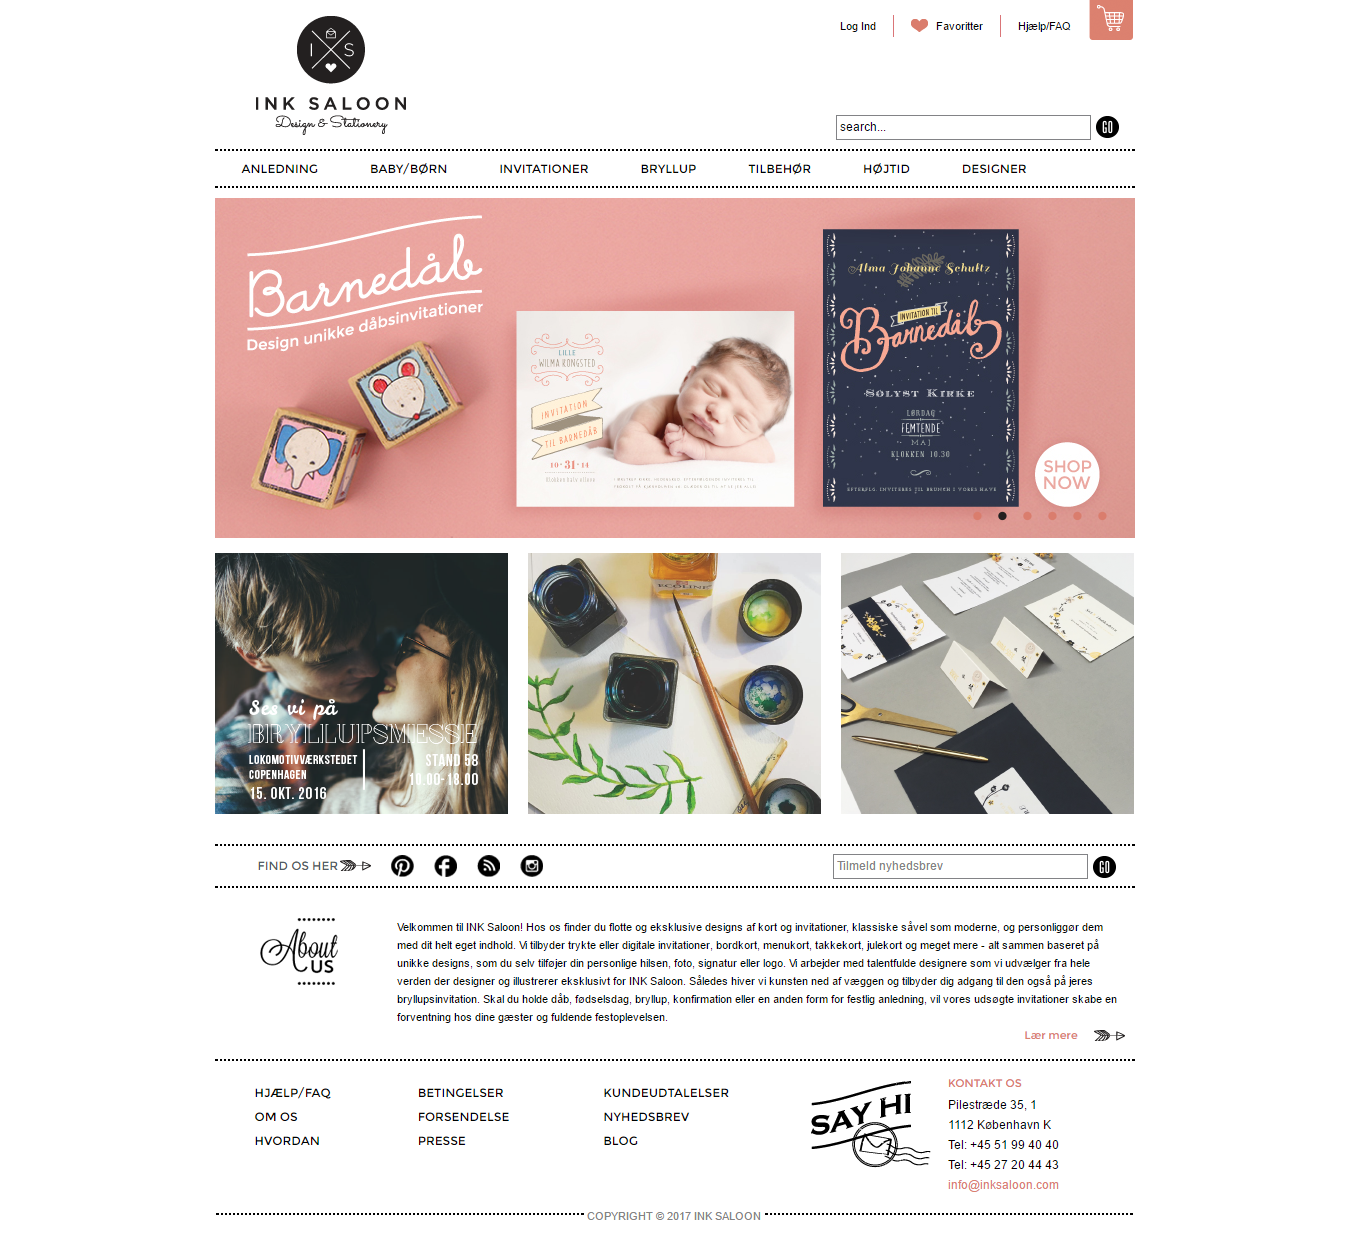 I S
INK SALOON
Design & Stationery
Log Ind
Favoritter
Hjælp/FAQ
search...
GO
ANLEDNING
BABY/BØRN
INVITATIONER
BRYLLUP
TILBEHØR
HØJTID
DESIGNER
Barnedåb
Design unikke dåbsinvitationer
LILLE
WILMA KONGSTED
INVITATION
TIL BARNEDÅB
10·31·14
Alma Johanne Schultz
INVITATION TIL
Barnedåb
SØLYST KIRKE
LØRDAG
FEMTENDE
MAJ
KLOKKEN 10.30
EFTERFLG. INVITERES TIL BRUNCH I VORES HAVE
SHOP
NOW
Ses vi på
BRYLLUPSMESSE
LOKOMOTIVVÆRKSTEDET
COPENHAGEN
15. OKT. 2016
STAND 58
10.00-18.00
ECOLINE
FIND OS HER
Tilmeld nyhedsbrev
GO
About
US
Velkommen til INK Saloon! Hos os finder du flotte og eksklusive designs af kort og invitationer, klassiske såvel som moderne, og personliggør dem
med dit helt eget indhold. Vi tilbyder trykte eller digitale invitationer, bordkort, menukort, takkekort, julekort og meget mere - alt sammen baseret på
unikke designs, som du selv tilføjer din personlige hilsen, foto, signatur eller logo. Vi arbejder med talentfulde designere som vi udvælger fra hele
verden der designer og illustrerer eksklusivt for INK Saloon. Således hiver vi kunsten ned af væggen og tilbyder dig adgang til den også på jeres
bryllupsinvitation. Skal du holde dåb, fødselsdag, bryllup, konfirmation eller en anden form for festlig anledning, vil vores udsøgte invitationer skabe en
forventning hos dine gæster og fuldende festoplevelsen.
Lær mere
HJÆLP/FAQ
OM OS
HVORDAN
BETINGELSER
FORSENDELSE
PRESSE
KUNDEUDTALELSER
NYHEDSBREV
BLOG
SAY HI
KONTAKT OS
Pilestræde 35, 1
1112 København K
Tel: +45 51 99 40 40
Tel: +45 27 20 44 43
info@inksaloon.com
COPYRIGHT © 2017 INK SALOON